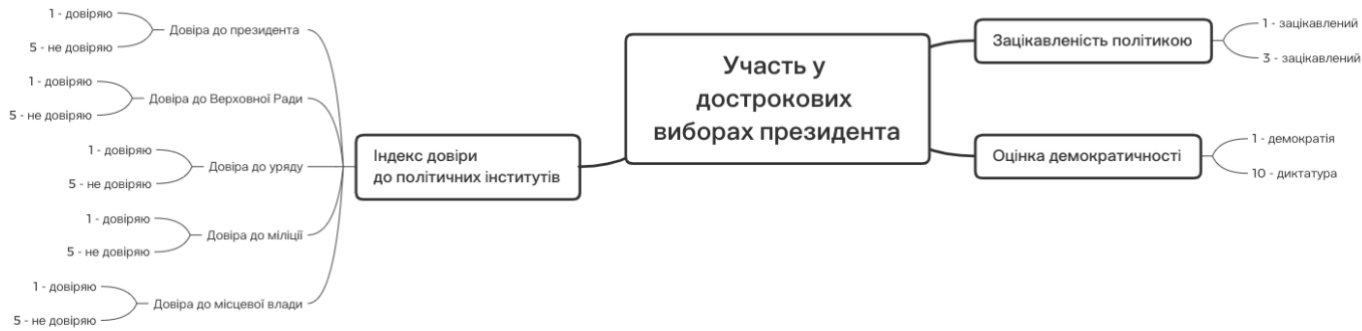 1 - довіряю
5 - не довіряю
Довіра до президента
1 - довіряю
5 - не довіряю
Довіра до Верховної Ради
1 - довіряю
5 - не довіряю
Довіра до уряду
1 - довіряю
5 - не довіряю
Довіра до міліції
1 - довіряю
5 - не довіряю
Довіра до місцевої влади
Індекс довіри
до політичних інститутів
Участь у
дострокових
виборах президента
Зацікавленість політикою
1 - зацікавлений
3 - зацікавлений
Оцінка демократичності
1 - демократія
10 - диктатура